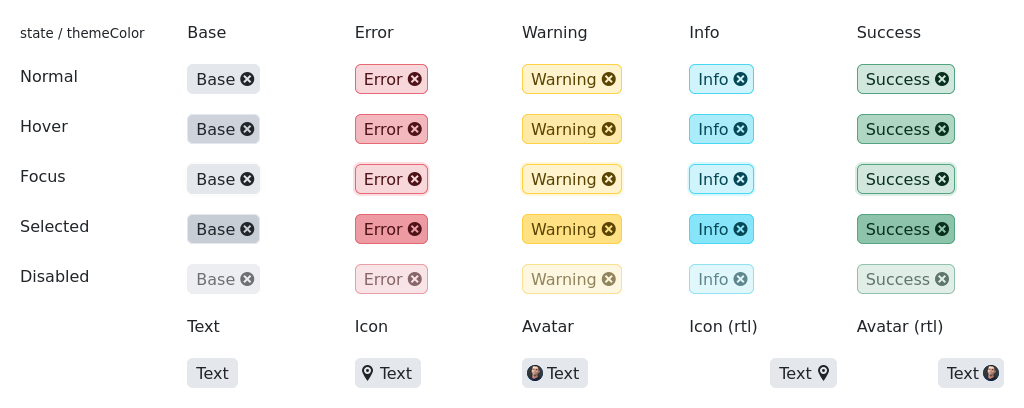 state / themeColor Base Error Warning Info Success
Normal Base Error Warning Info Success
Hover Base Error Warning Info Success
Focus Base Error Warning Info Success
Selected Base Error Warning Info Success
Disabled Base Error Warning Info Success
Text Icon Avatar Icon (rtl) Avatar (rtl)
Text Text Text Text Text